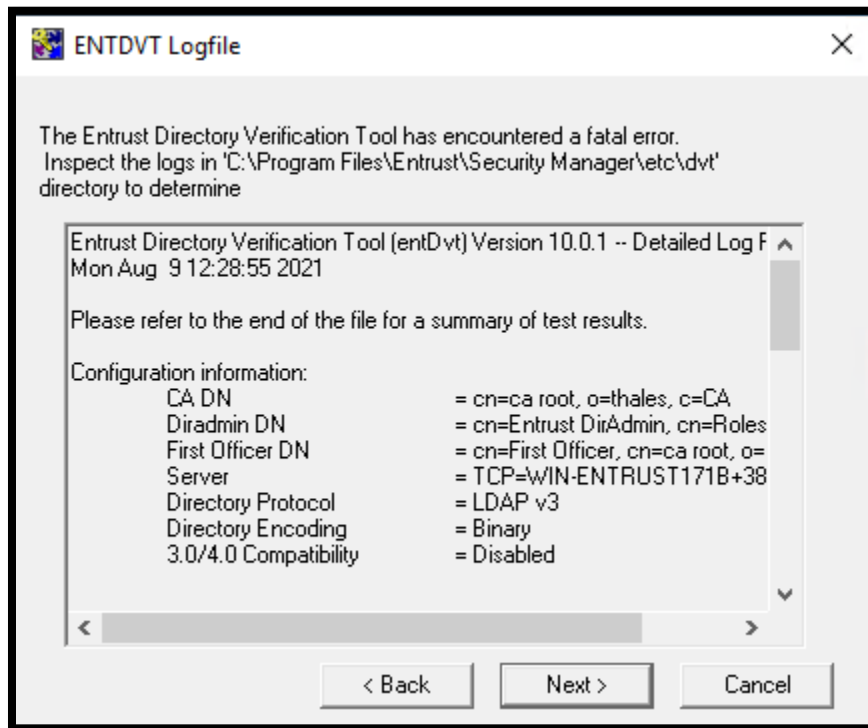 ENTDVT Logfile
The Entrust Directory Verification Tool has encountered a fatal error.
Inspect the logs in 'C:\Program Files\Entrust\Security Manager\etc\dvt'
directory to determine
Entrust Directory Verification Tool (entDvt) Version 10.0.1 -- Detailed Log
Mon Aug  9 12:28:55 2021
Please refer to the end of the file for a summary of test results.
Configuration information:
CA DN = cn=ca root, o=thales, c=CA
Diradmin DN = cn=Entrust DirAdmin, cn=Roles
First Officer DN = cn=First Officer, cn=ca root, o=
Server = TCP=WIN-ENTRUST171B+38
Directory Protocol = LDAP v3
Directory Encoding = Binary
3.0/4.0 Compatibility = Disabled
< Back Next > Cancel